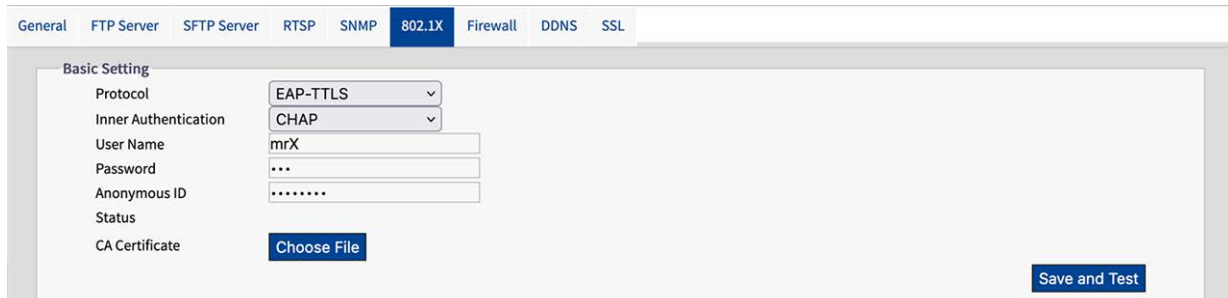 General FTP Server SFTP Server RTSP SNMP 802.1X Firewall DDNS SSL
Basic Setting
Protocol EAP-TTLS
Inner Authentication CHAP
User Name mrX
Password •••
Anonymous ID ••••••••
Status
CA Certificate Choose File
Save and Test